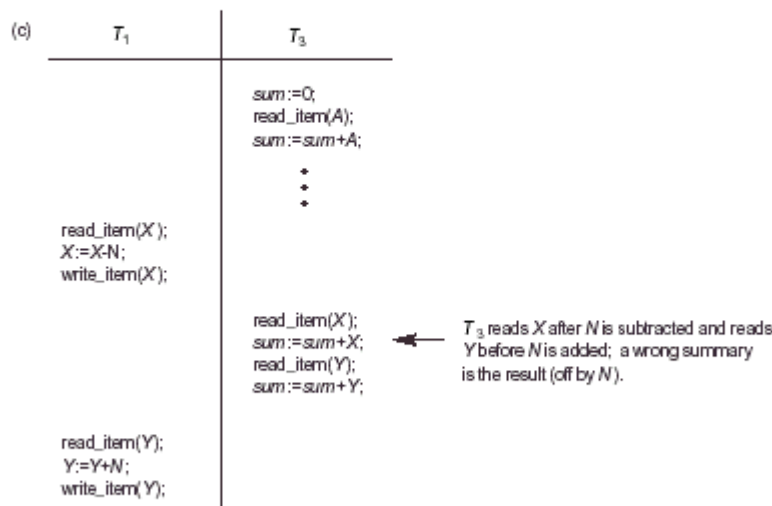 (c)
T1
T3
sum:=0;
read_item(A);
sum:=sum+A;
read_item(X);
X:=X-N;
write_item(X);
read_item(X);
sum:=sum+X;
read_item(Y);
sum:=sum+Y;
T3 reads X after N is subtracted and reads
Y before N is added; a wrong summary
is the result (off by N).
read_item(Y);
Y:=Y+N;
write_item(Y);